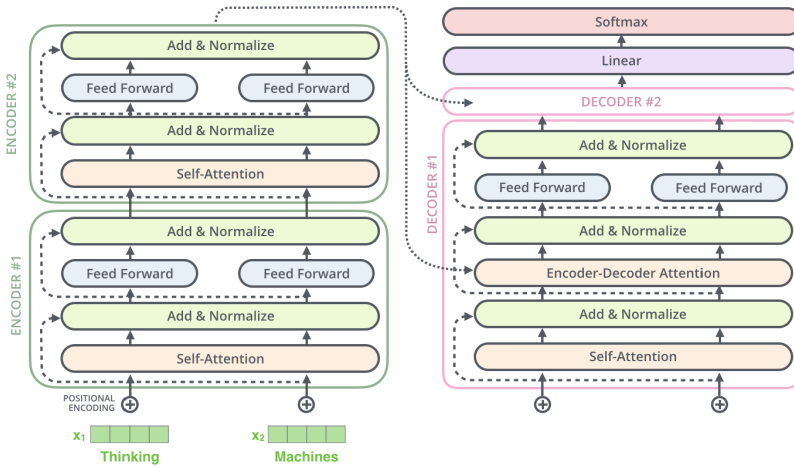 ENCODER #2
Add & Normalize
Feed Forward
Feed Forward
Add & Normalize
Self-Attention
ENCODER #1
Add & Normalize
Feed Forward
Feed Forward
Add & Normalize
Self-Attention
POSITIONAL
ENCODING
x₁
x₂
Thinking
Machines
Softmax
Linear
DECODER #2
DECODER #1
Add & Normalize
Feed Forward
Feed Forward
Add & Normalize
Encoder-Decoder Attention
Add & Normalize
Self-Attention